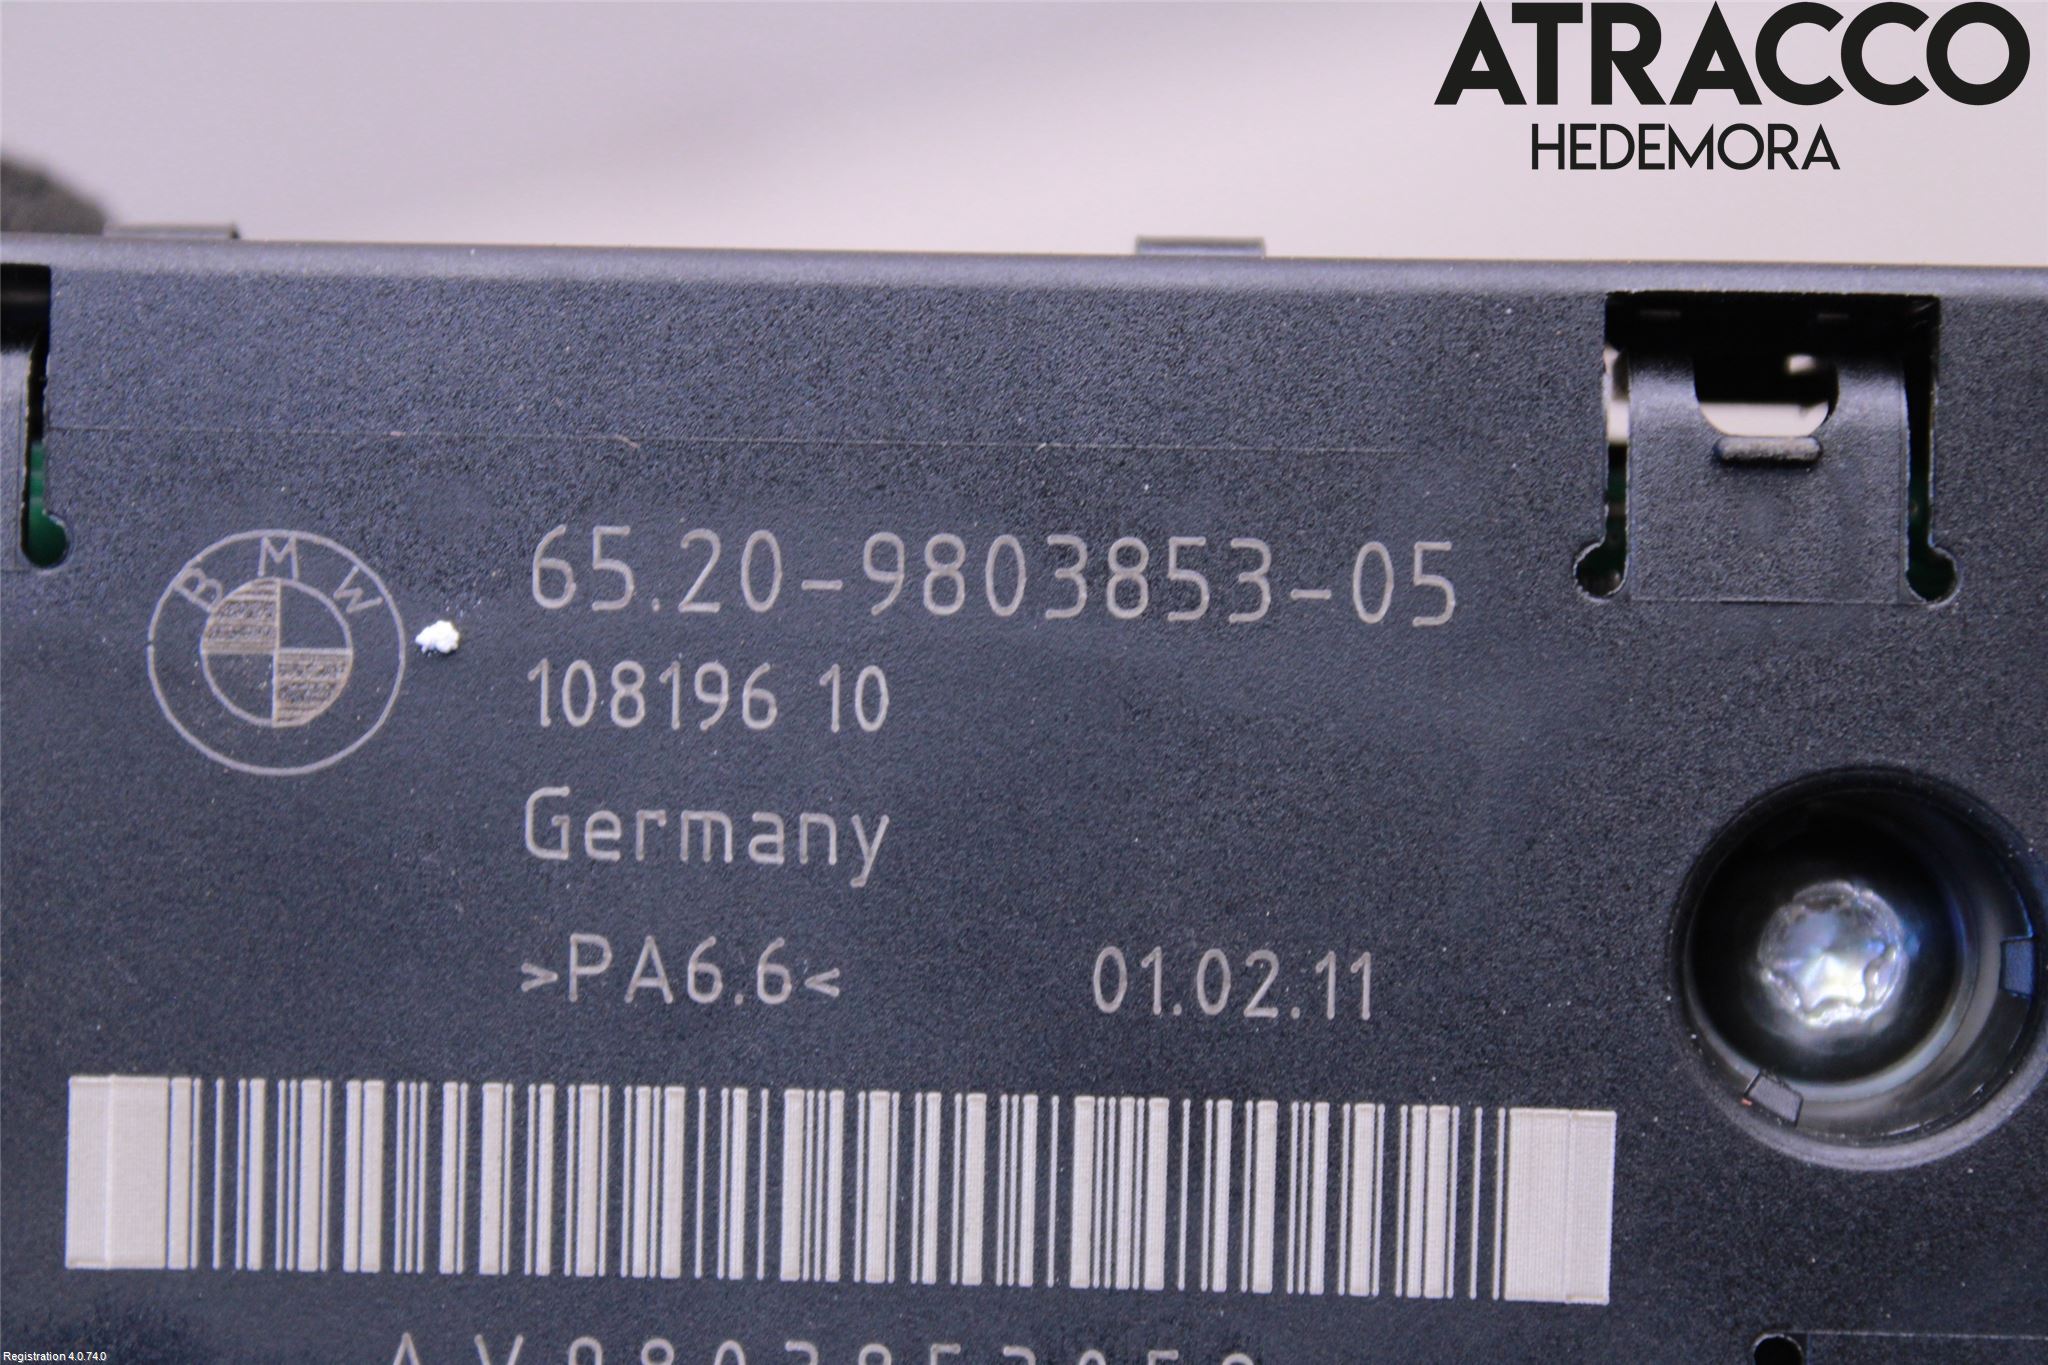 ATRACCO
HEDEMORA
BMW
65.20-9803853-05
108196 10
Germany
>PA6.6< 01.02.11
Registration 4.0.74.0